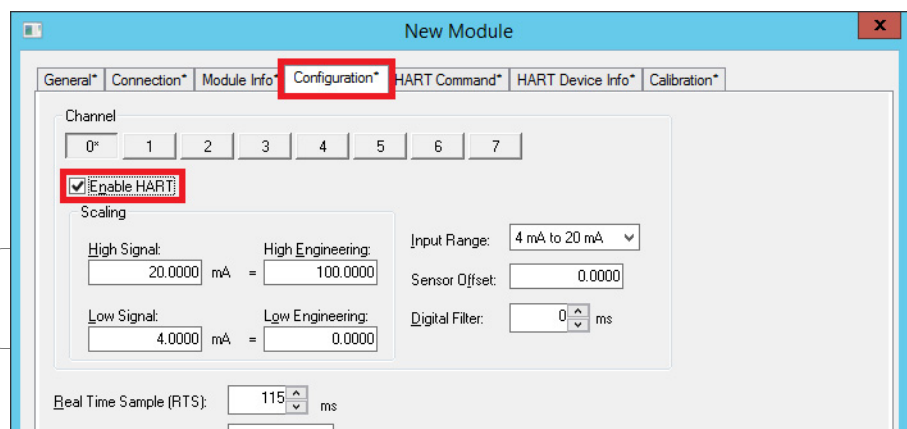 New Module
x
General* Connection* Module Info* Configuration* HART Command* HART Device Info* Calibration*
Channel
0* 1 2 3 4 5 6 7
Enable HART
Scaling
High Signal: High Engineering: Input Range: 4 mA to 20 mA
20.0000 mA = 100.0000 Sensor Offset: 0.0000
Low Signal: Low Engineering: Digital Filter: 0 ms
4.0000 mA = 0.0000
Real Time Sample (RTS): 115 ms